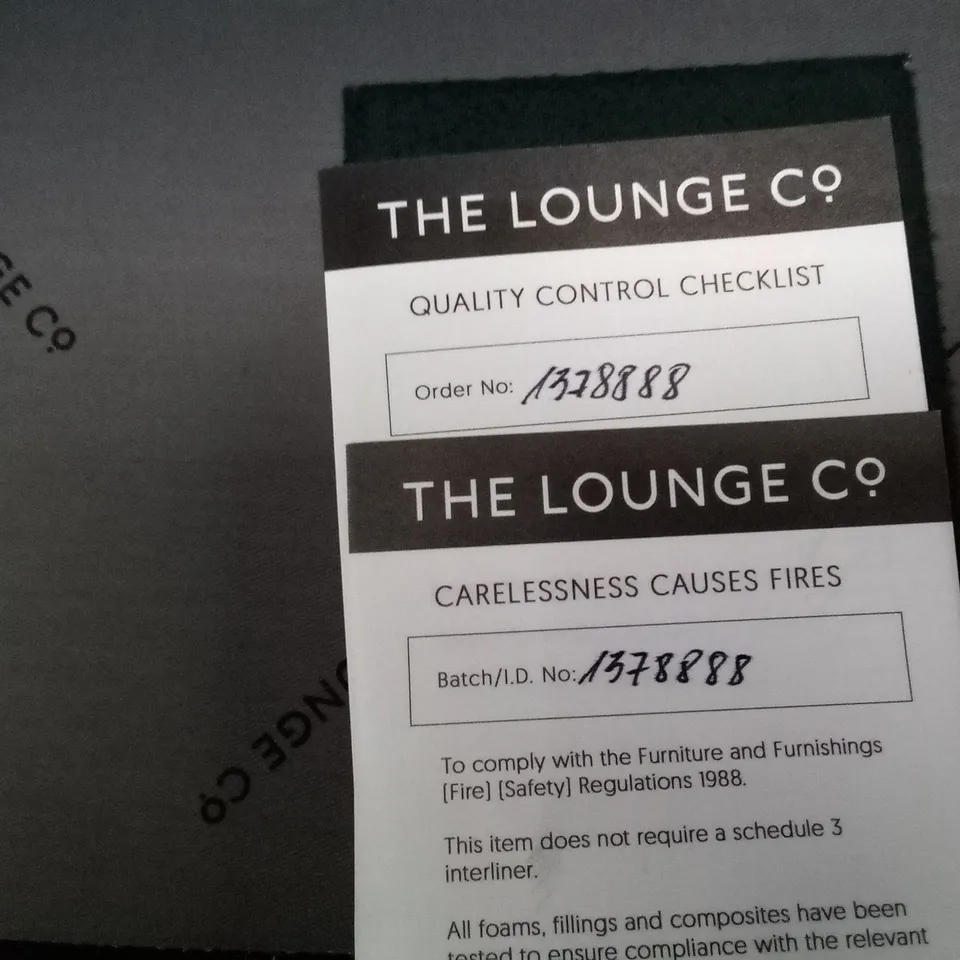 GE Cº
THE LOUNGE Cº
QUALITY CONTROL CHECKLIST
Order No: 1378888
THE LOUNGE Cº
CARELESSNESS CAUSES FIRES
Batch/I.D. No: 1378888
To comply with the Furniture and Furnishings
[Fire] [Safety] Regulations 1988.
This item does not require a schedule 3
interliner.
All foams, fillings and composites have been
tested to ensure compliance with the relevant
UNGE Cº